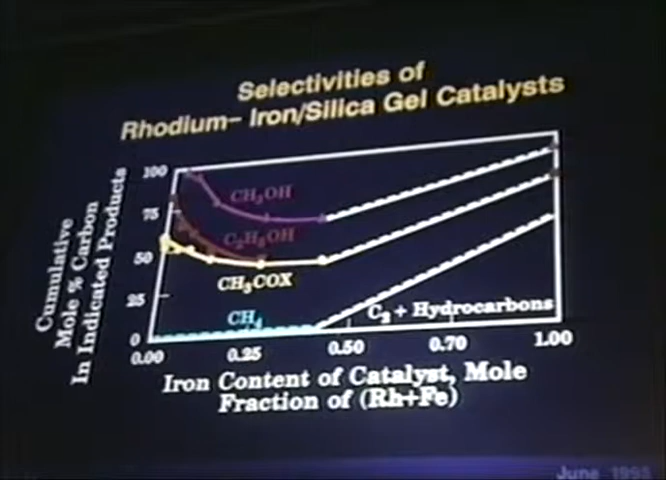 Selectivities of
Rhodium- Iron/Silica Gel Catalysts
Cumulative
Mole % Carbon
In Indicated Products
100
75
50
25
0
CH₃OH
C₂H₅OH
CH₃COX
CH₄
C₂ + Hydrocarbons
0.00 0.25 0.50 0.70 1.00
Iron Content of Catalyst, Mole
Fraction of (Rh+Fe)
June 1995